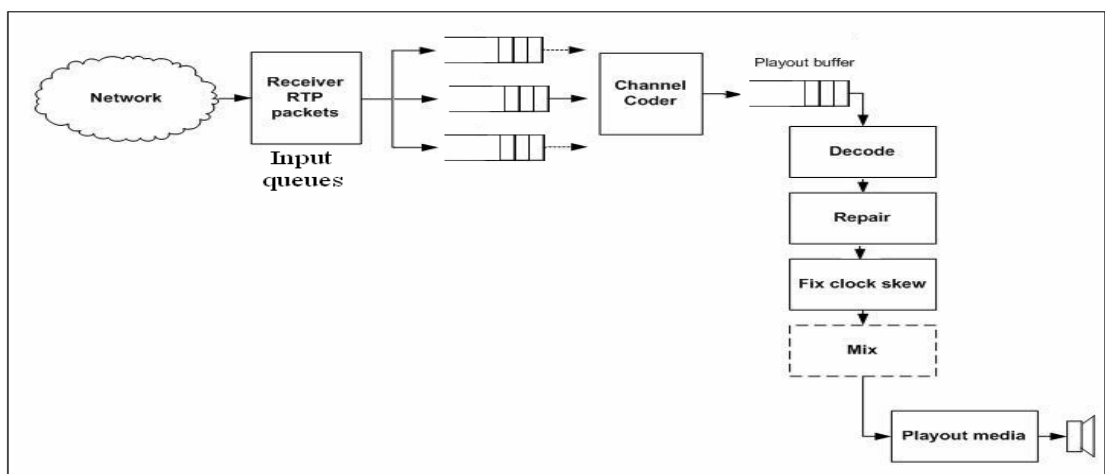 Network
Receiver
RTP
packets
Input
queues
Channel
Coder
Playout buffer
Decode
Repair
Fix clock skew
Mix
Playout media